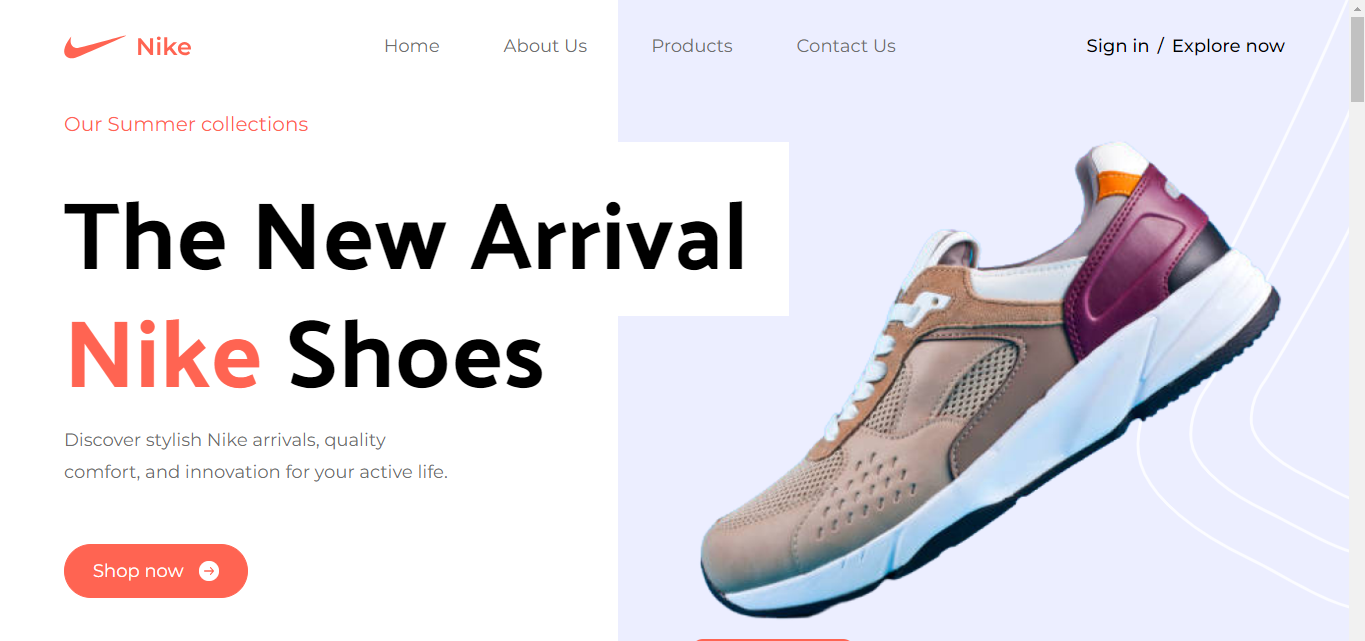 Nike
Home
About Us
Products
Contact Us
Sign in / Explore now
Our Summer collections
The New Arrival
Nike Shoes
Discover stylish Nike arrivals, quality
comfort, and innovation for your active life.
Shop now